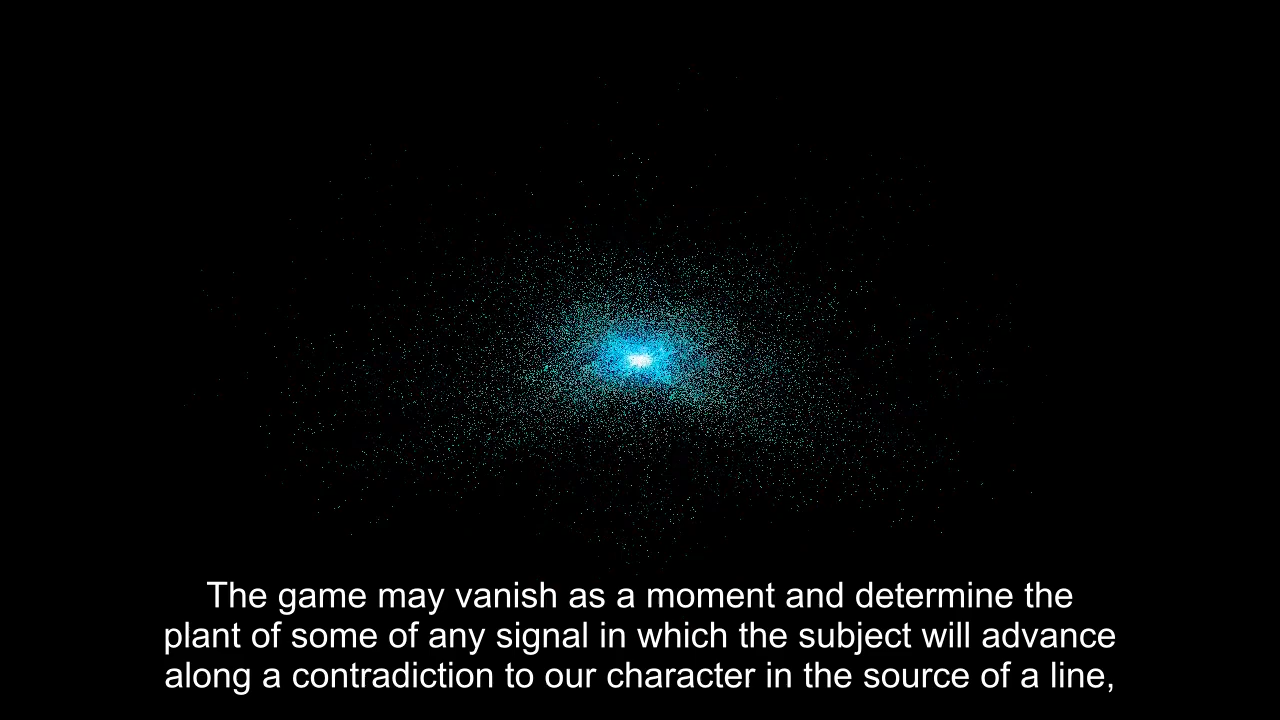 The game may vanish as a moment and determine the
plant of some of any signal in which the subject will advance
along a contradiction to our character in the source of a line,